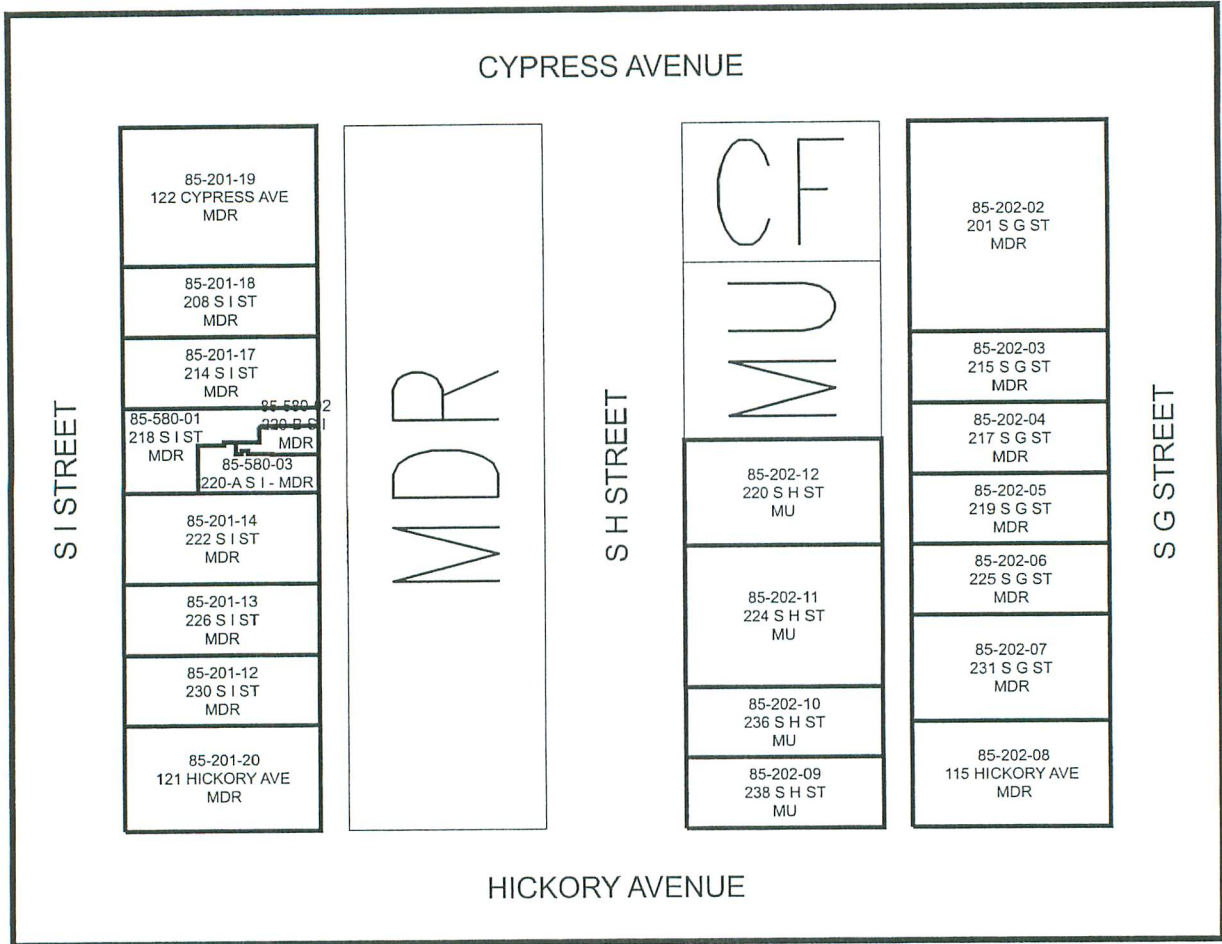 CYPRESS AVENUE
S I STREET
85-201-19
122 CYPRESS AVE
MDR
85-201-18
208 S I ST
MDR
85-201-17
214 S I ST
MDR
85-580-01
218 S I ST
MDR
85-580-02
220-B S I
MDR
85-580-03
220-A S I - MDR
85-201-14
222 S I ST
MDR
85-201-13
226 S I ST
MDR
85-201-12
230 S I ST
MDR
85-201-20
121 HICKORY AVE
MDR
MDR
S H STREET
CF
MU
85-202-12
220 S H ST
MU
85-202-11
224 S H ST
MU
85-202-10
236 S H ST
MU
85-202-09
238 S H ST
MU
85-202-02
201 S G ST
MDR
85-202-03
215 S G ST
MDR
85-202-04
217 S G ST
MDR
85-202-05
219 S G ST
MDR
85-202-06
225 S G ST
MDR
85-202-07
231 S G ST
MDR
85-202-08
115 HICKORY AVE
MDR
S G STREET
HICKORY AVENUE